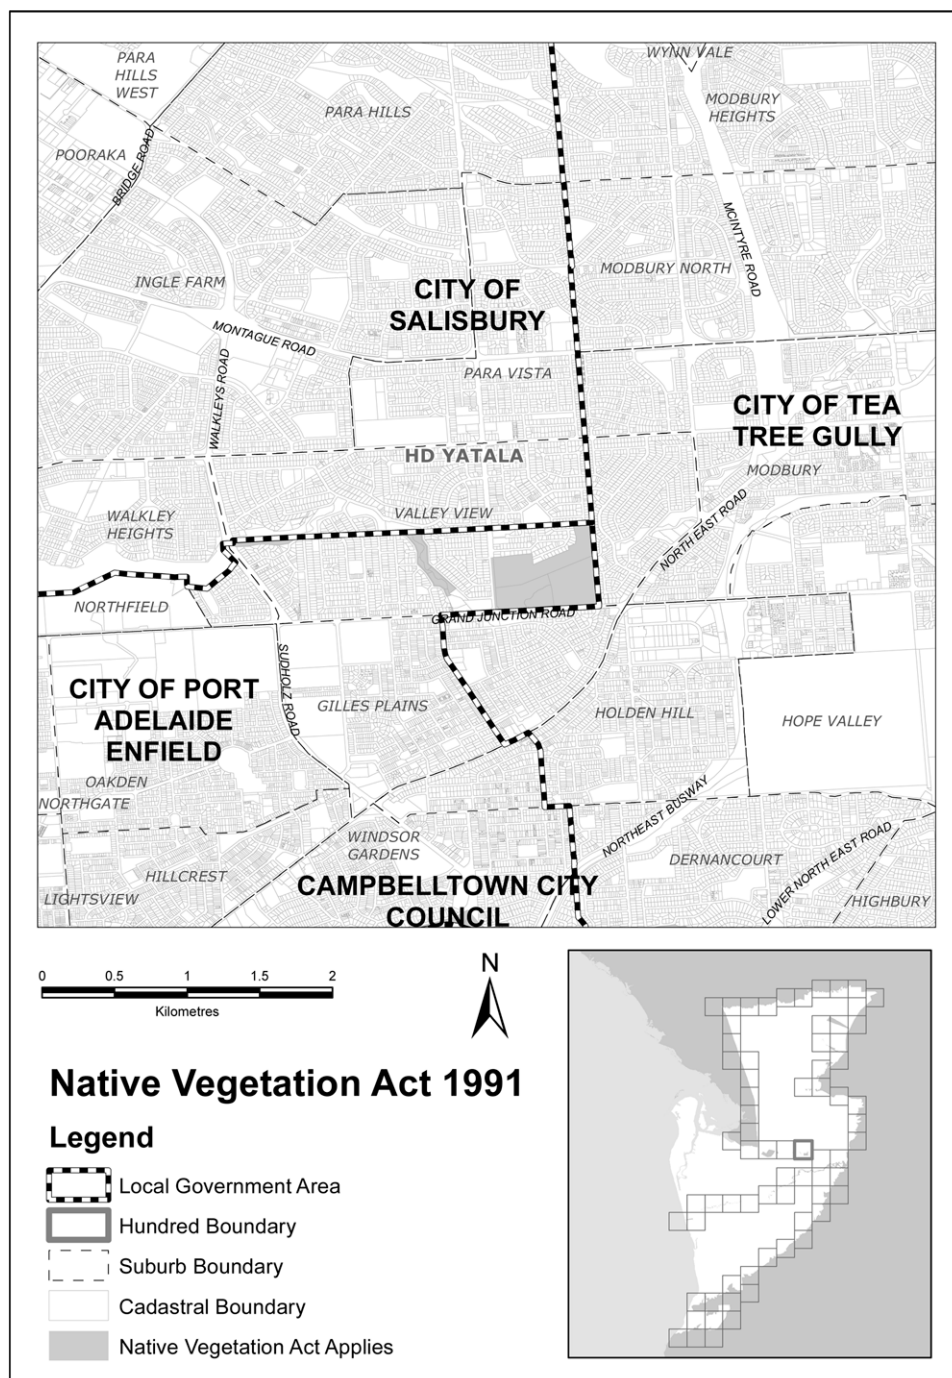 WYNN VALE
PARA
HILLS
WEST
PARA HILLS
MODBURY
HEIGHTS
POORAKA
BRIDGE ROAD
MCINTYRE ROAD
INGLE FARM
CITY OF
SALISBURY
MODBURY NORTH
MONTAGUE ROAD
WALKLEYS ROAD
PARA VISTA
CITY OF TEA
TREE GULLY
HD YATALA
MODBURY
WALKLEY
HEIGHTS
VALLEY VIEW
NORTH EAST ROAD
NORTHFIELD
GRAND JUNCTION ROAD
CITY OF PORT
ADELAIDE
ENFIELD
SUDHOLZ ROAD
GILLES PLAINS
HOLDEN HILL
HOPE VALLEY
OAKDEN
NORTHGATE
WINDSOR
GARDENS
NORTHEAST BUSWAY
DERNANCOURT
LOWER NORTH EAST ROAD
HILLCREST
LIGHTSVIEW
CAMPBELLTOWN CITY
COUNCIL
HIGHBURY
0 0.5 1 1.5 2
Kilometres
N
Native Vegetation Act 1991
Legend
Local Government Area
Hundred Boundary
Suburb Boundary
Cadastral Boundary
Native Vegetation Act Applies